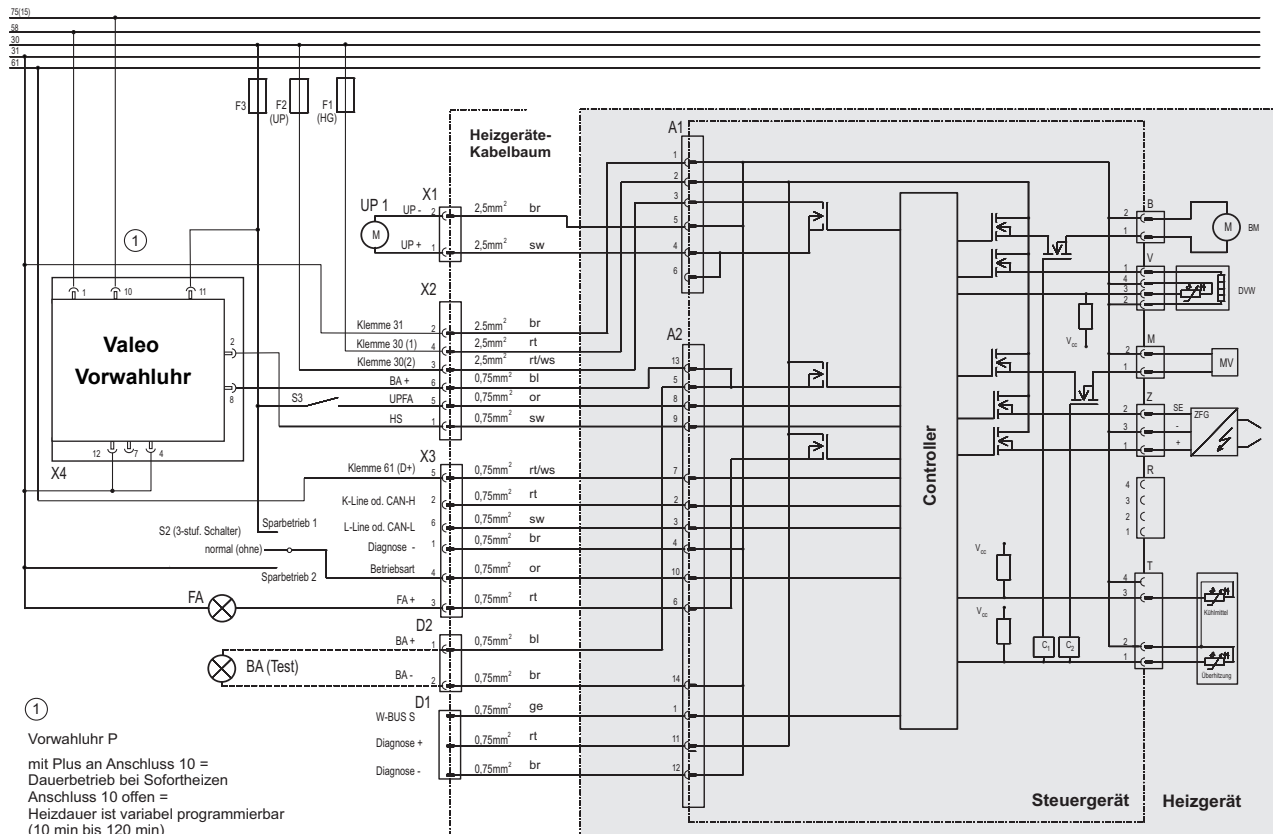 75(15)
58
30
31
61
F3
F2
(UP)
F1
(HG)
Heizgeräte-
Kabelbaum
A1
1
2
3
5
4
6
X1
UP 1
UP -
2
2,5mm²
br
M
UP +
1
2,5mm²
sw
B
2
1
M
BM
V
1
4
3
2
DVW
Vcc
1
1
10
11
Valeo
Vorwahluhr
2
8
12
7
4
X4
S3
X2
Klemme 31
2
2.5mm²
br
Klemme 30 (1)
4
2,5mm²
rt
Klemme 30(2)
3
2,5mm²
rt/ws
BA +
6
0,75mm²
bl
UPFA
5
0,75mm²
or
HS
1
0,75mm²
sw
A2
13
5
8
9
7
2
3
4
10
6
14
1
11
12
Controller
M
2
1
MV
Z
2
SE
3
-
1
+
ZFG
R
4
3
2
1
X3
Klemme 61 (D+)
5
0,75mm²
rt/ws
K-Line od. CAN-H
2
0,75mm²
rt
L-Line od. CAN-L
6
0,75mm²
sw
Diagnose -
1
0,75mm²
br
Betriebsart
4
0,75mm²
or
FA +
3
0,75mm²
rt
S2 (3-stuf. Schalter)
Sparbetrieb 1
normal (ohne)
Sparbetrieb 2
FA
Vcc
Vcc
C1
C2
T
4
3
2
1
Kühlmittel
Überhitzung
D2
BA +
1
0,75mm²
bl
BA (Test)
BA -
2
0,75mm²
br
D1
W-BUS S
0,75mm²
ge
Diagnose +
0,75mm²
rt
Diagnose -
0,75mm²
br
1
Vorwahluhr P
mit Plus an Anschluss 10 =
Dauerbetrieb bei Sofortheizen
Anschluss 10 offen =
Heizdauer ist variabel programmierbar
(10 min bis 120 min)
Steuergerät
Heizgerät